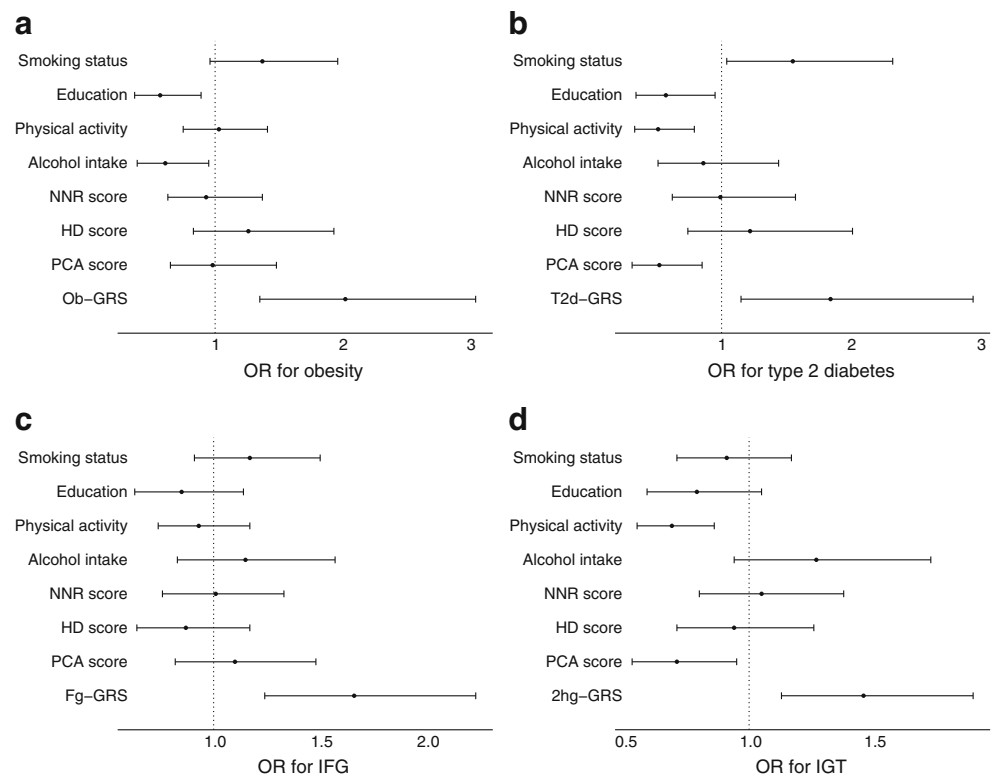 a
Smoking status
Education
Physical activity
Alcohol intake
NNR score
HD score
PCA score
Ob−GRS
1 2 3
OR for obesity
b
Smoking status
Education
Physical activity
Alcohol intake
NNR score
HD score
PCA score
T2d−GRS
1 2 3
OR for type 2 diabetes
c
Smoking status
Education
Physical activity
Alcohol intake
NNR score
HD score
PCA score
Fg−GRS
1.0 1.5 2.0
OR for IFG
d
Smoking status
Education
Physical activity
Alcohol intake
NNR score
HD score
PCA score
2hg−GRS
0.5 1.0 1.5
OR for IGT